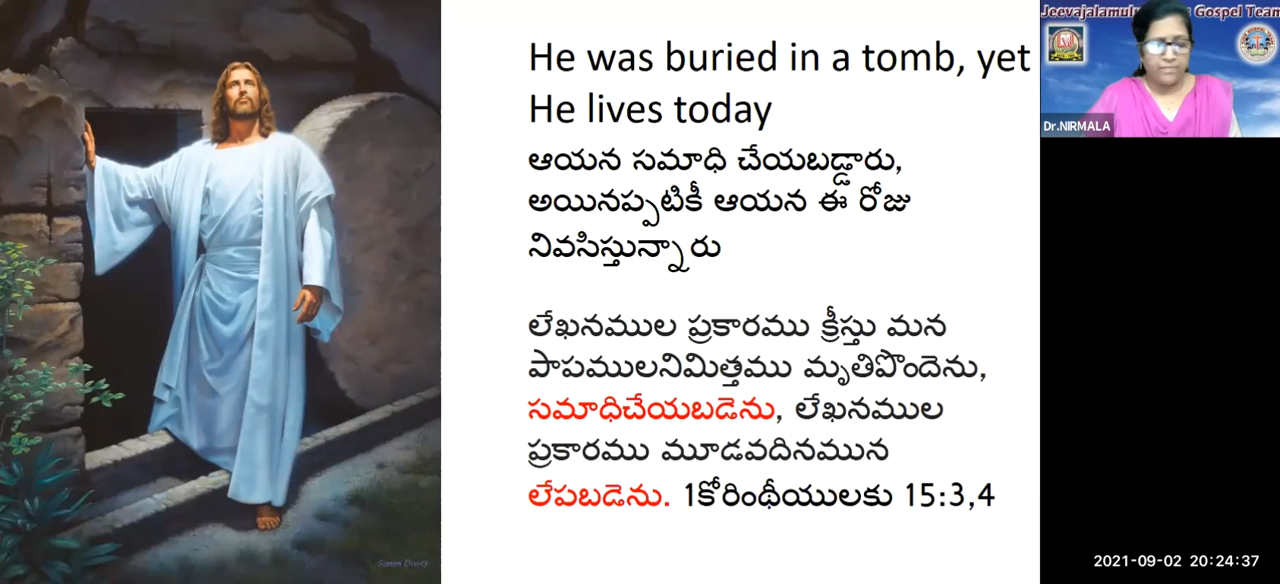 He was buried in a tomb, yet
He lives today
ఆయన సమాధి చేయబడ్డారు,
అయినప్పటికీ ఆయన ఈ రోజు
నివసిస్తున్నారు
లేఖనముల ప్రకారము క్రీస్తు మన
పాపములనిమిత్తము మృతిపొందెను,
సమాధిచేయబడెను, లేఖనముల
ప్రకారము మూడవదినమున
లేపబడెను. 1కోరింథీయులకు 15:3,4
Simon Dewey
Gospel Team
Dr.NIRMALA
2021-09-02 20:24:37